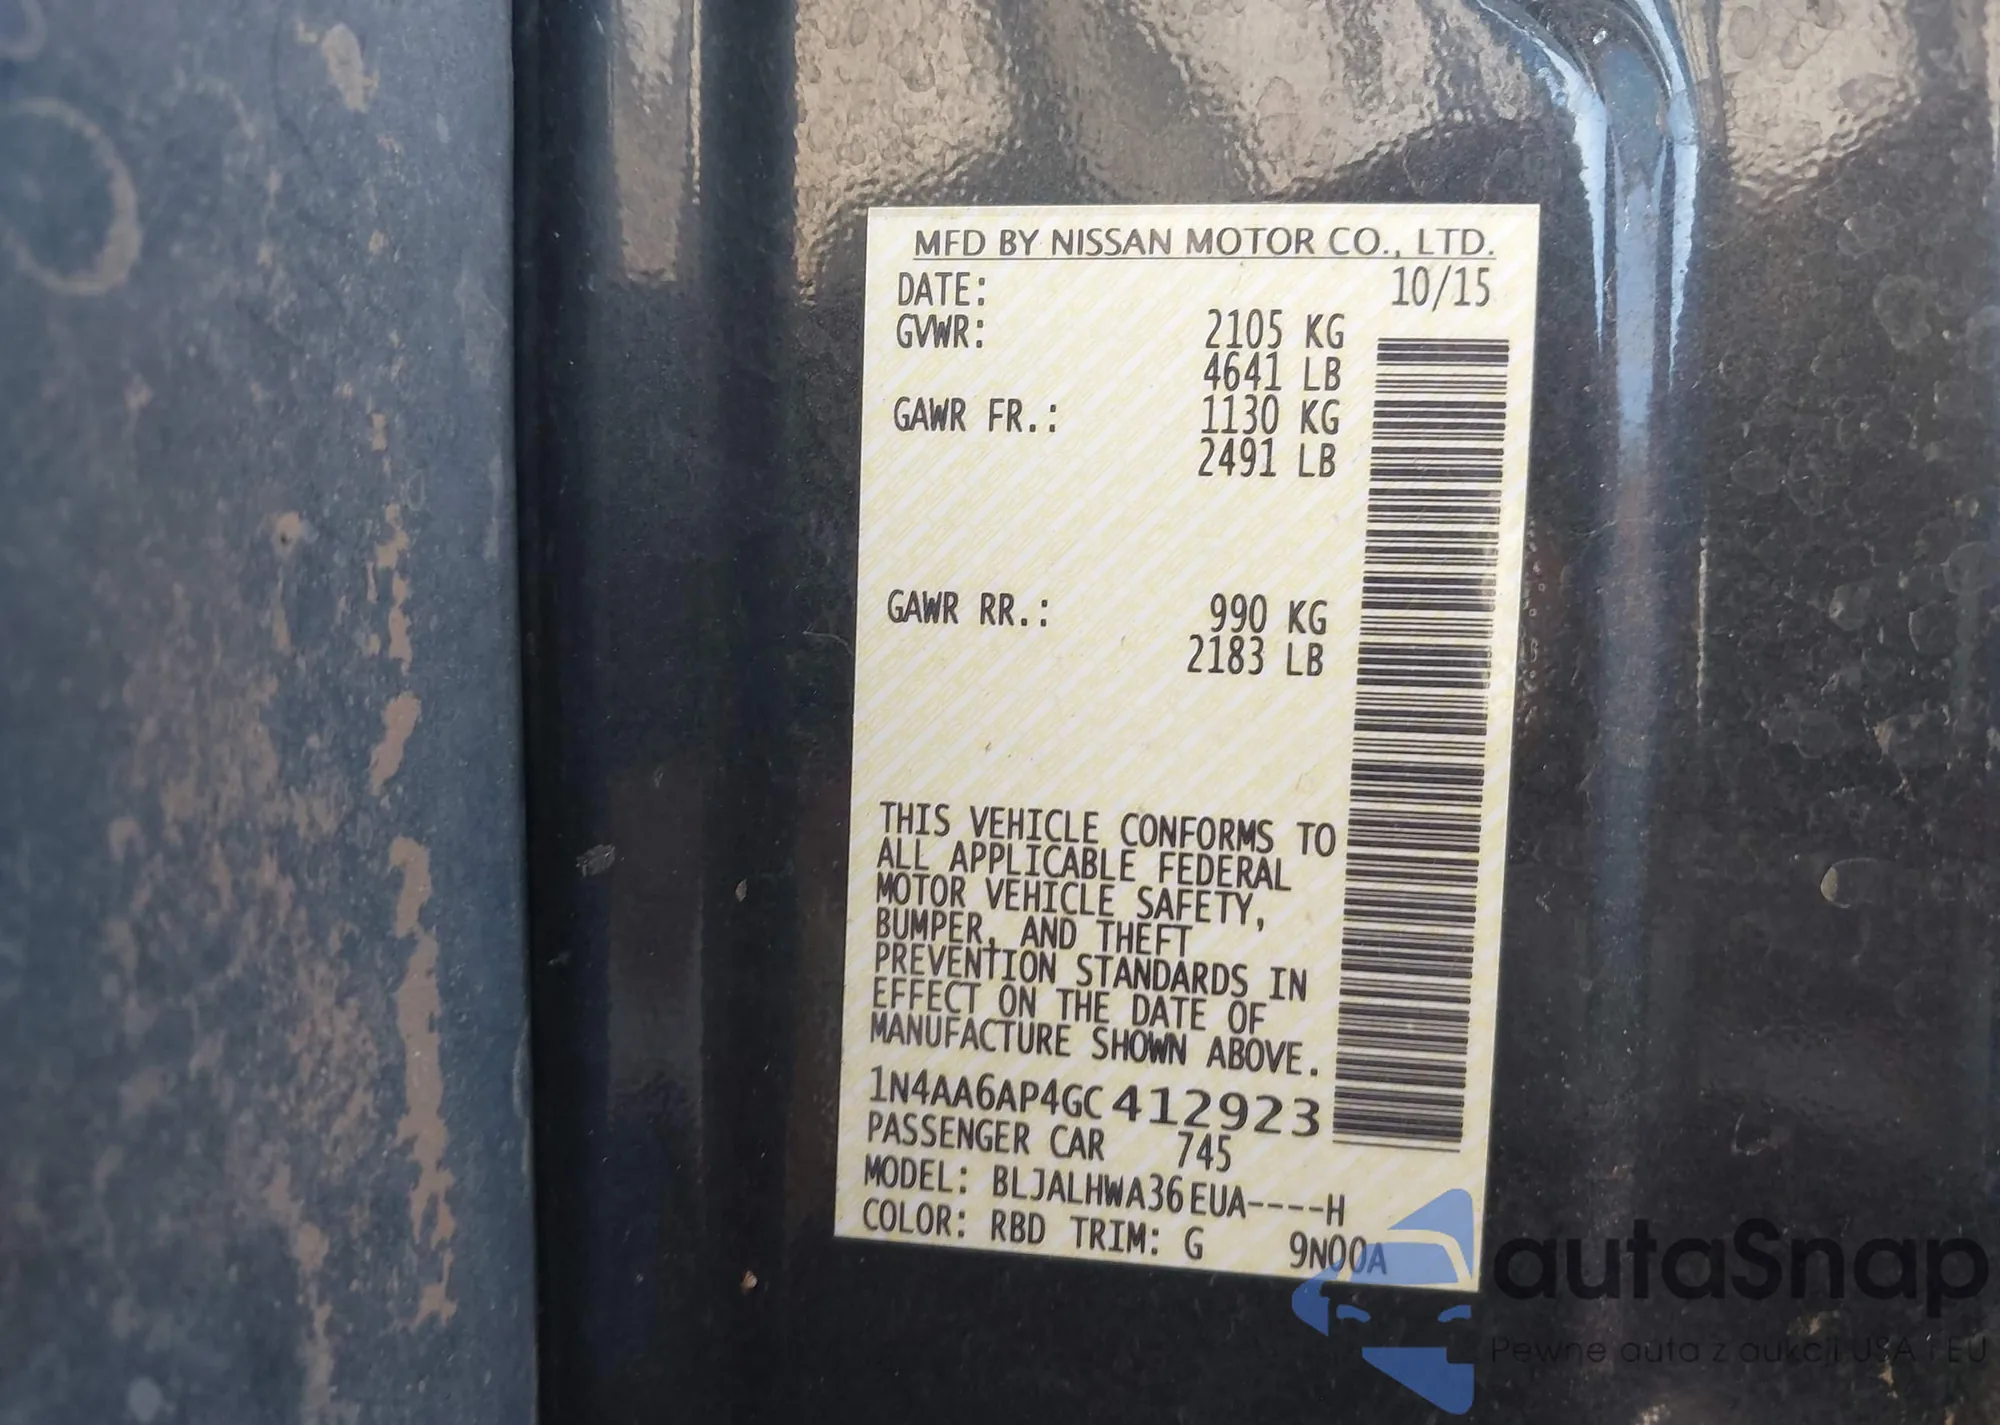 MFD BY NISSAN MOTOR CO., LTD.
DATE: 10/15
GVWR: 2105 KG
4641 LB
GAWR FR.: 1130 KG
2491 LB
GAWR RR.: 990 KG
2183 LB
THIS VEHICLE CONFORMS TO
ALL APPLICABLE FEDERAL
MOTOR VEHICLE SAFETY,
BUMPER, AND THEFT
PREVENTION STANDARDS IN
EFFECT ON THE DATE OF
MANUFACTURE SHOWN ABOVE.
1N4AA6AP4GC412923
PASSENGER CAR 745
MODEL: BLJALHWA36EUA----H
COLOR: RBD TRIM: G 9N00A
autaSnap
Pewne auta z aukcji USA i EU